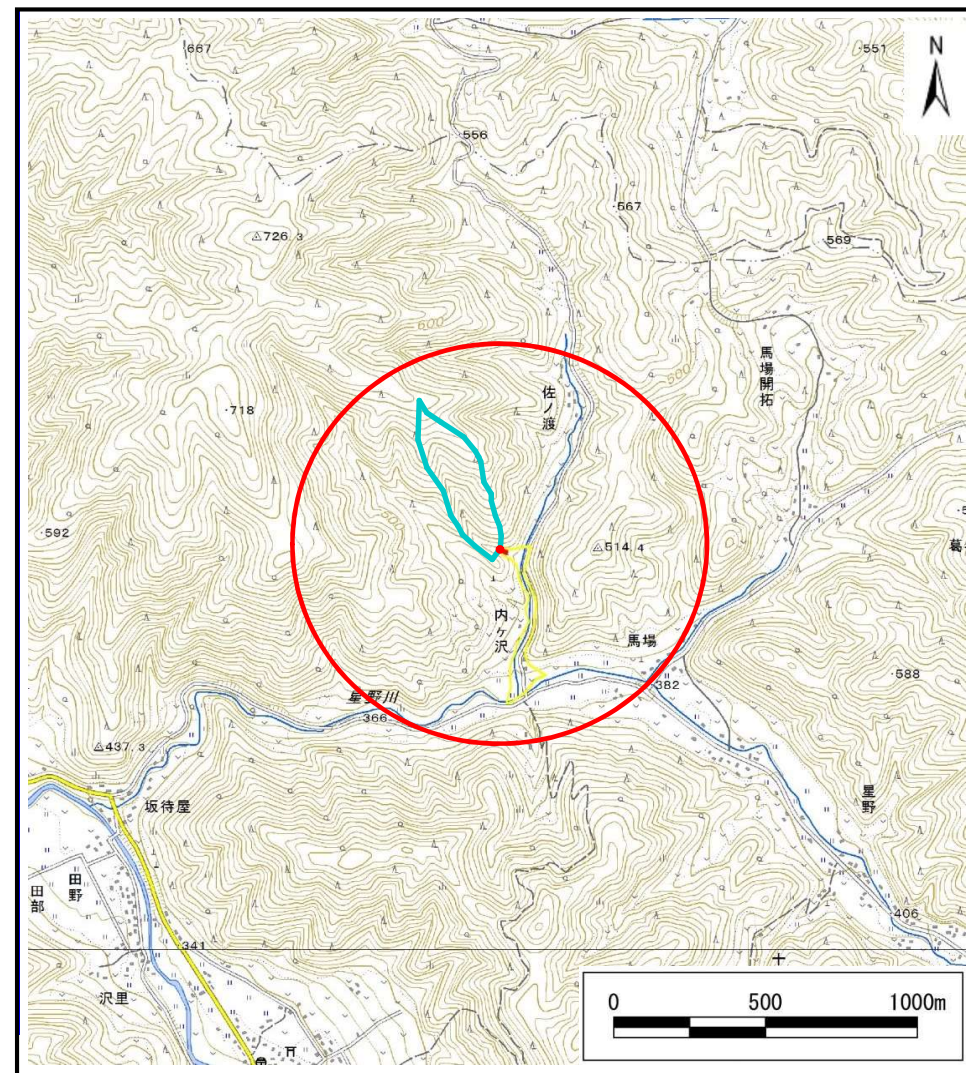 667
・551
N
・556
・567
569
△726.3
600
500
馬場開拓
佐ノ渡
・718
500
・592
△514.4
葛
内ヶ沢
馬場
・588
・382
星野川
・366
△437.3
星野
坂待屋
田野
田部
・406
・341
沢里
0 500 1000m